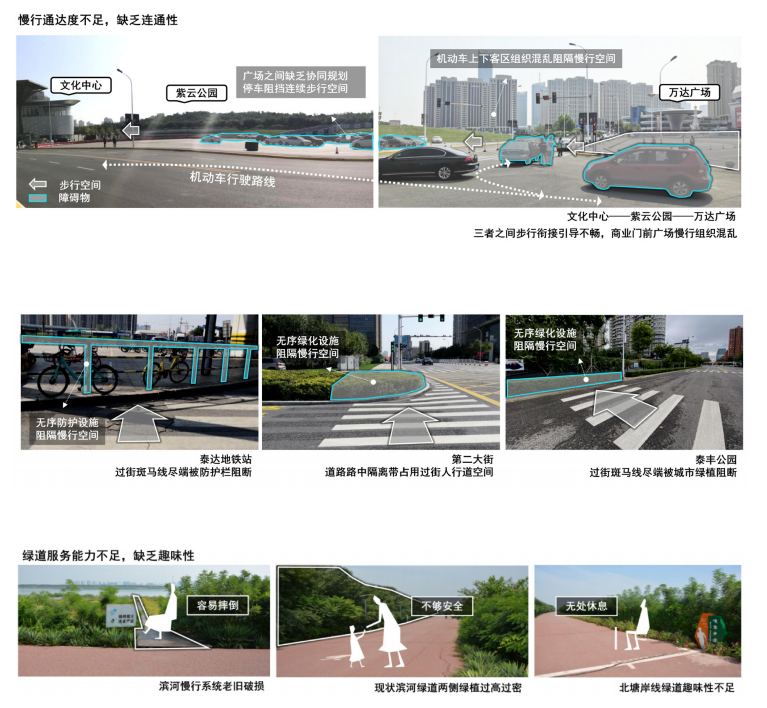 慢行通达度不足，缺乏连通性
文化中心
紫云公园
广场之间缺乏协同规划
停车阻挡连续步行空间
机动车行驶路线
步行空间
障碍物
机动车上下客区组织混乱阻隔慢行空间
万达广场
文化中心——紫云公园——万达广场
三者之间步行衔接引导不畅，商业门前广场慢行组织混乱
无序防护设施
阻隔慢行空间
泰达地铁站
过街斑马线尽端被防护栏阻断
无序绿化设施
阻隔慢行空间
第二大街
道路路中隔离带占用过街人行道空间
无序绿化设施
阻隔慢行空间
泰丰公园
过街斑马线尽端被城市绿植阻断
绿道服务能力不足，缺乏趣味性
容易摔倒
滨河慢行系统老旧破损
不够安全
现状滨河绿道两侧绿植过高过密
无处休息
北塘岸线绿道趣味性不足